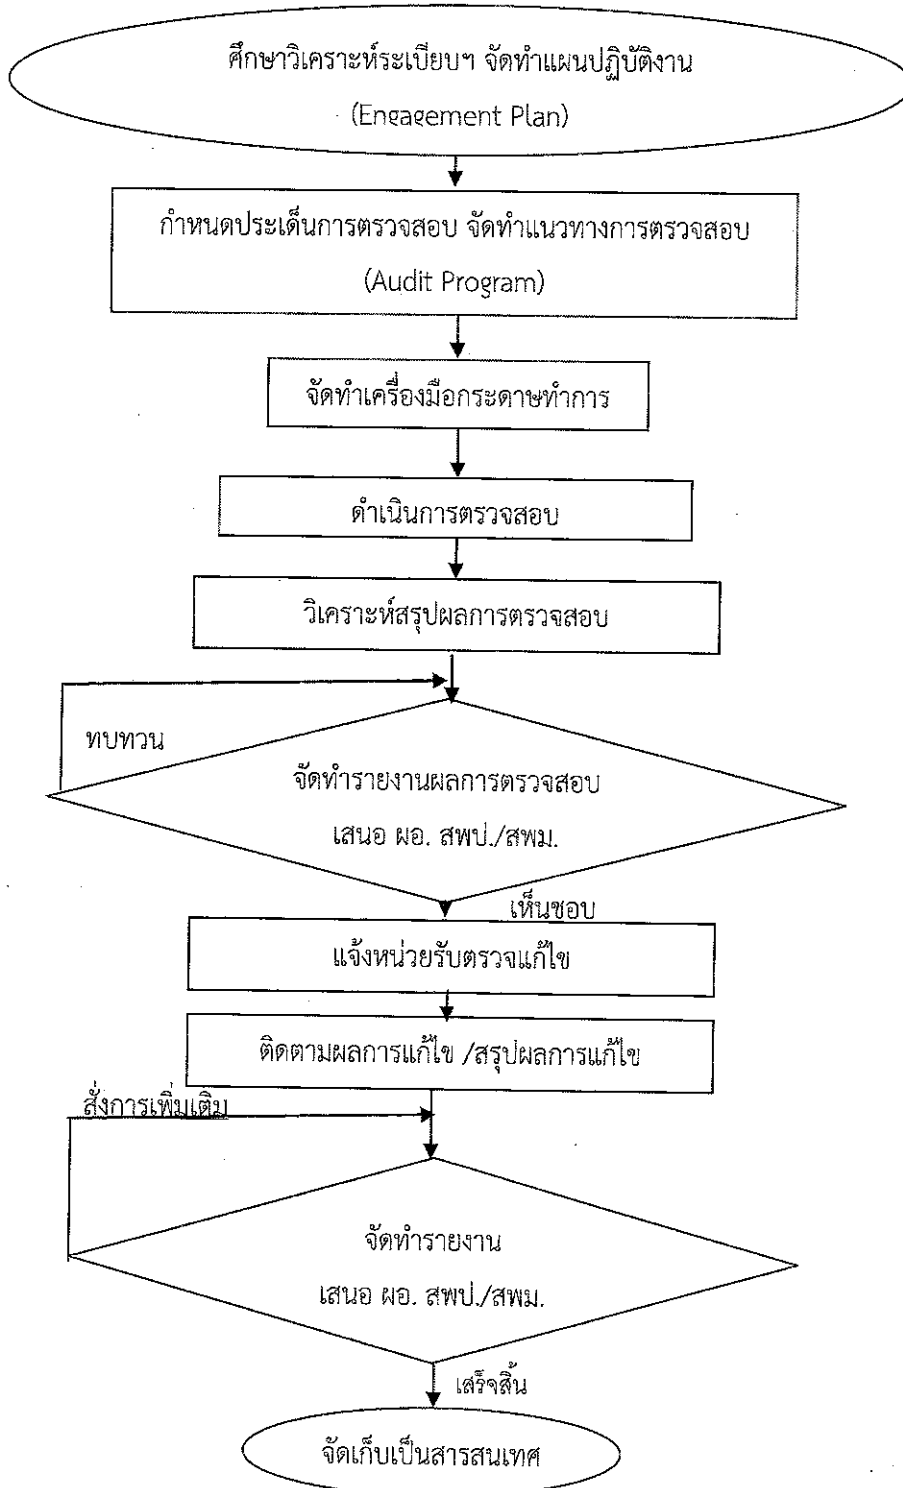 ศึกษาวิเคราะห์ระเบียบฯ จัดทำแผนปฏิบัติงาน
(Engagement Plan)
กำหนดประเด็นการตรวจสอบ จัดทำแนวทางการตรวจสอบ
(Audit Program)
จัดทำเครื่องมือกระดาษทำการ
ดำเนินการตรวจสอบ
วิเคราะห์สรุปผลการตรวจสอบ
ทบทวน
จัดทำรายงานผลการตรวจสอบ
เสนอ ผอ. สพป./สพม.
เห็นชอบ
แจ้งหน่วยรับตรวจแก้ไข
ติดตามผลการแก้ไข /สรุปผลการแก้ไข
สั่งการเพิ่มเติม
จัดทำรายงาน
เสนอ ผอ. สพป./สพม.
เสร็จสิ้น
จัดเก็บเป็นสารสนเทศ